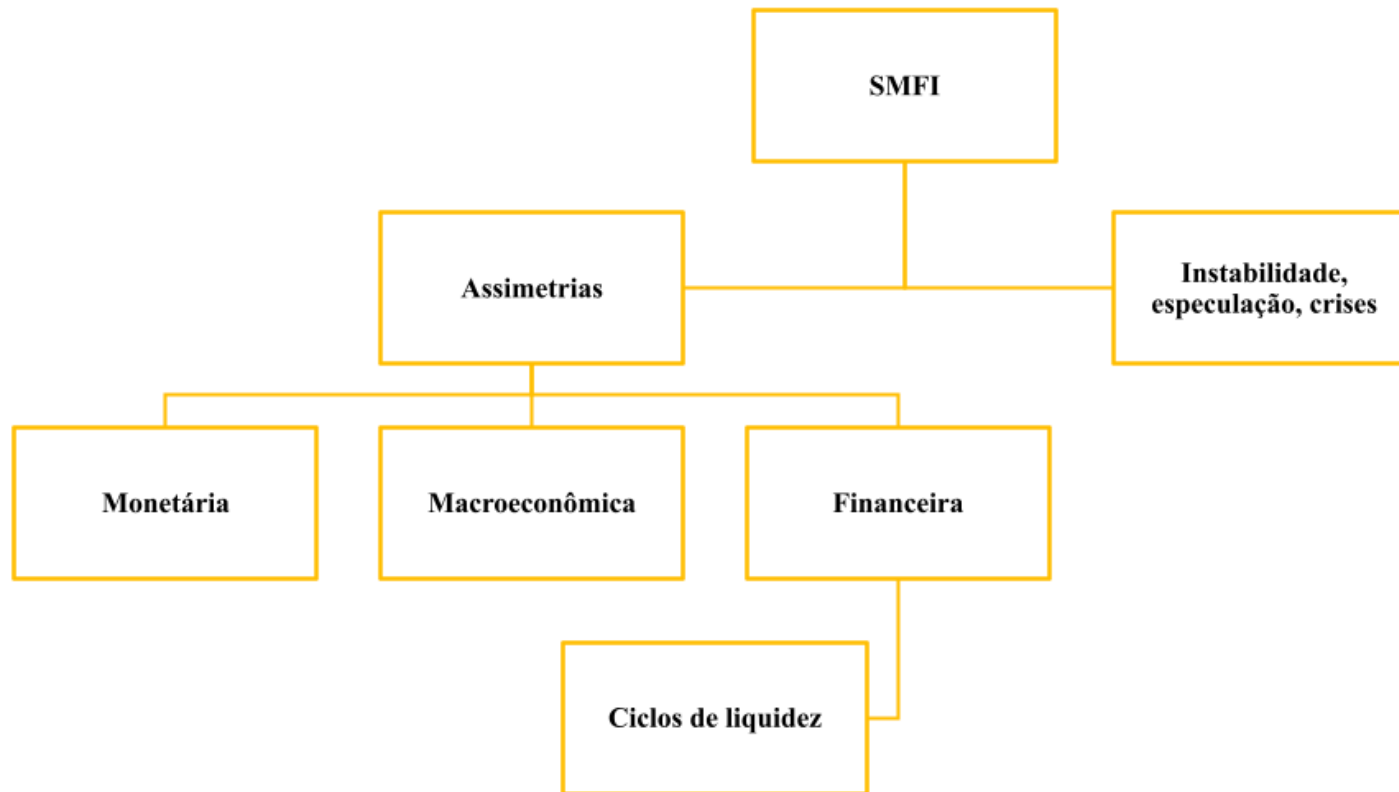 SMFI
Assimetrias
Instabilidade,
especulação, crises
Monetária
Macroeconômica
Financeira
Ciclos de liquidez